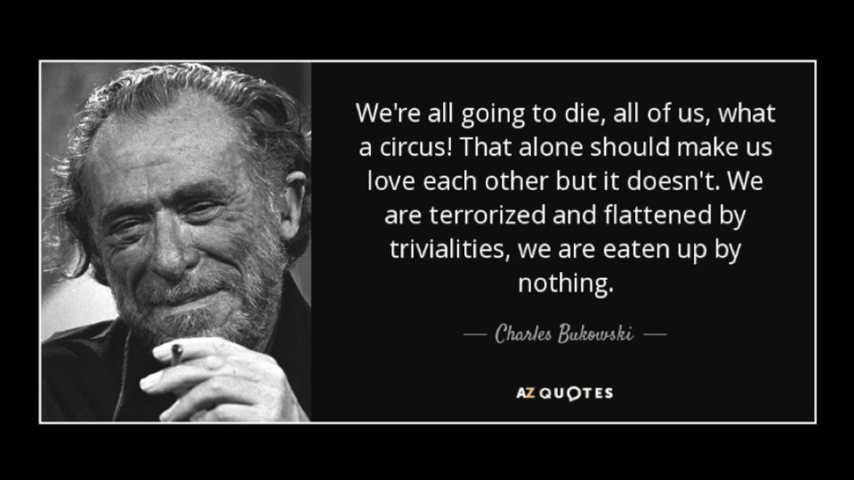 We're all going to die, all of us, what
a circus! That alone should make us
love each other but it doesn't. We
are terrorized and flattened by
trivialities, we are eaten up by
nothing.
Charles Bukowski
AZ QUOTES